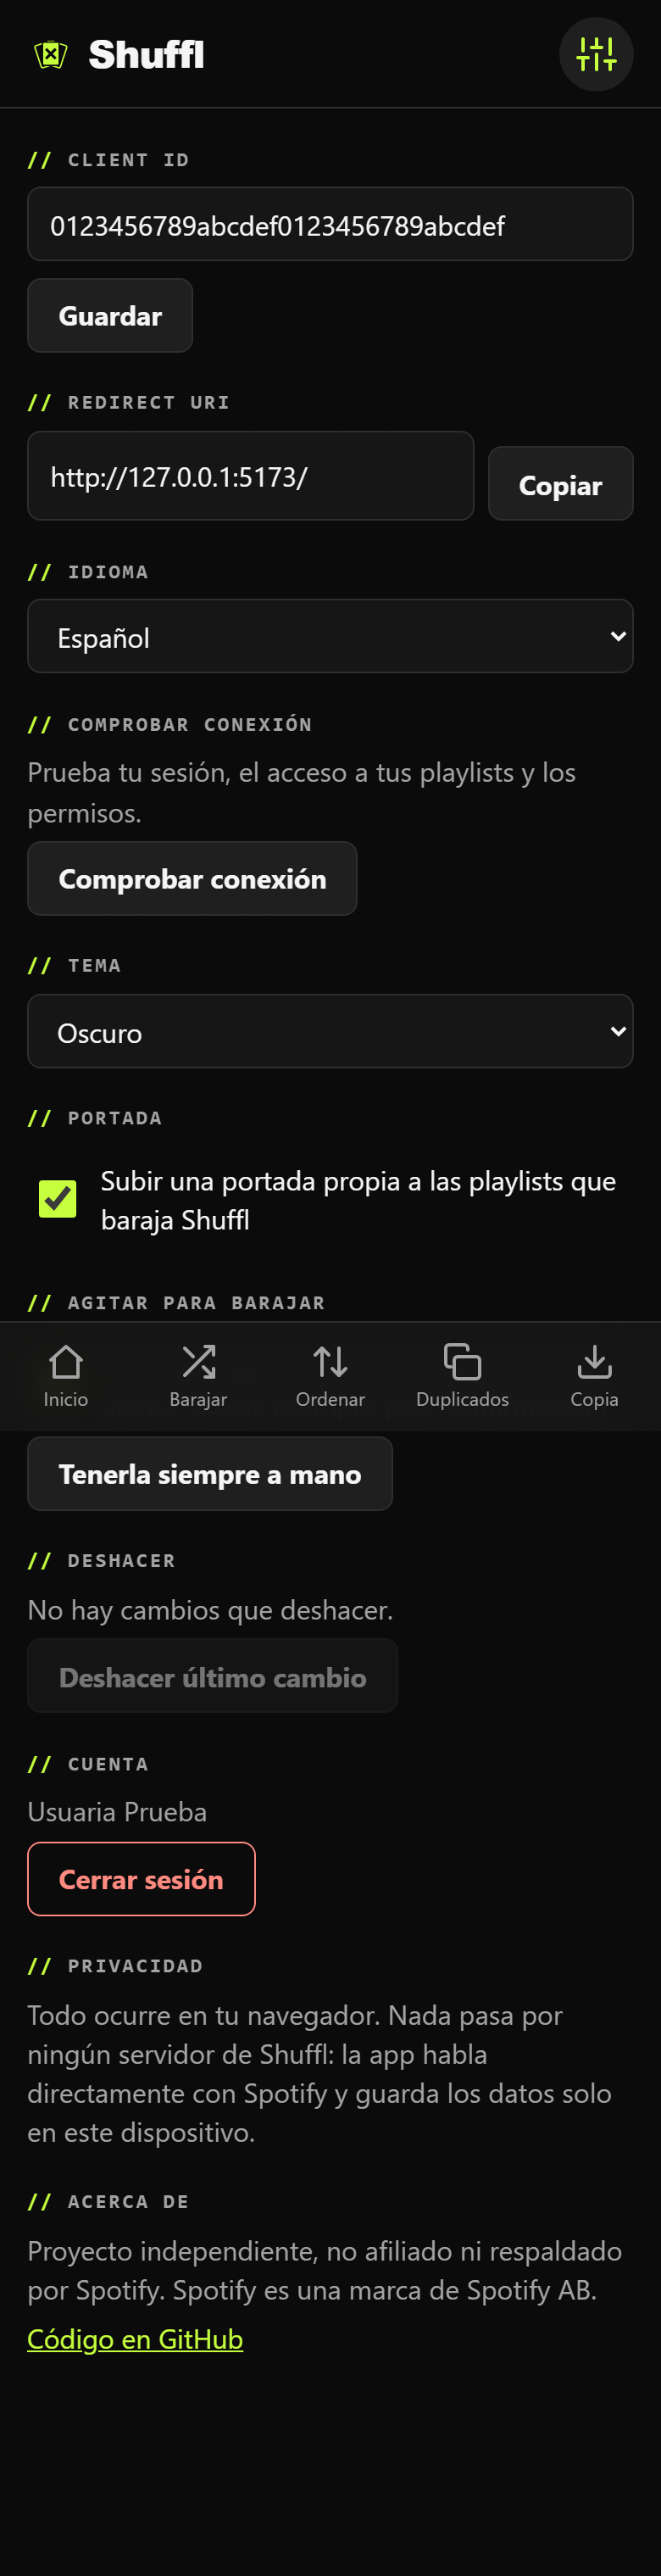 Shuffl
// CLIENT ID
0123456789abcdef0123456789abcdef
Guardar
// REDIRECT URI
http://127.0.0.1:5173/
Copiar
// IDIOMA
Español
// COMPROBAR CONEXIÓN
Prueba tu sesión, el acceso a tus playlists y los
permisos.
Comprobar conexión
// TEMA
Oscuro
// PORTADA
Subir una portada propia a las playlists que
baraja Shuffl
// AGITAR PARA BARAJAR
Inicio
Barajar
Ordenar
Duplicados
Copia
Tenerla siempre a mano
// DESHACER
No hay cambios que deshacer.
Deshacer último cambio
// CUENTA
Usuaria Prueba
Cerrar sesión
// PRIVACIDAD
Todo ocurre en tu navegador. Nada pasa por
ningún servidor de Shuffl: la app habla
directamente con Spotify y guarda los datos solo
en este dispositivo.
// ACERCA DE
Proyecto independiente, no afiliado ni respaldado
por Spotify. Spotify es una marca de Spotify AB.
Código en GitHub